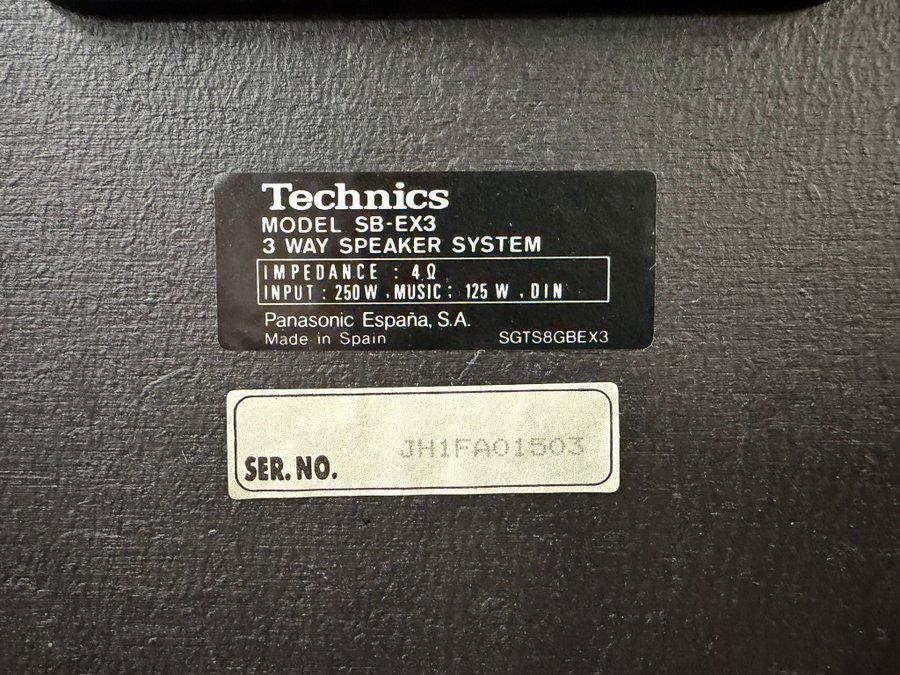 Technics
MODEL SB-EX3
3 WAY SPEAKER SYSTEM
IMPEDANCE : 4Ω
INPUT : 250W , MUSIC ; 125 W , DIN
Panasonic España, S.A.
Made in Spain SGTS8GBEX3
SER. NO. JH1FA01503